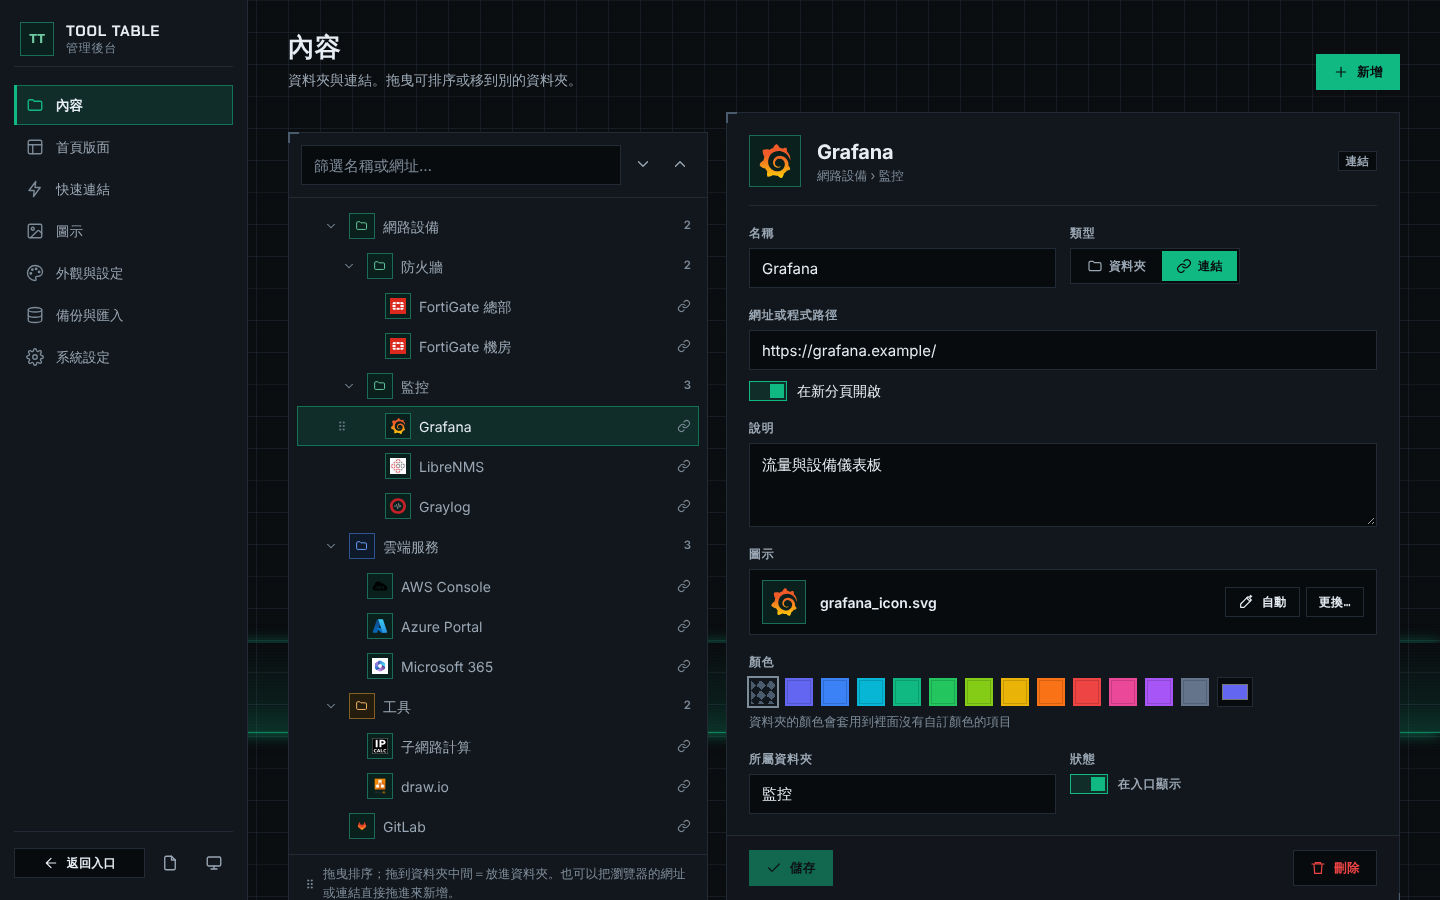 TT
TOOL TABLE
管理後台
內容
首頁版面
快速連結
圖示
外觀與設定
備份與匯入
系統設定
返回入口
內容
資料夾與連結。拖曳可排序或移到別的資料夾。
新增
篩選名稱或網址...
網路設備 2
防火牆 2
FortiGate 總部
FortiGate 機房
監控 3
Grafana
LibreNMS
Graylog
雲端服務 3
AWS Console
Azure Portal
Microsoft 365
工具 2
IP
CALC
子網路計算
draw.io
GitLab
拖曳排序；拖到資料夾中間＝放進資料夾。也可以把瀏覽器的網址
或連結直接拖進來新增。
Grafana
網路設備 › 監控
連結
名稱
類型
Grafana
資料夾
連結
網址或程式路徑
https://grafana.example/
在新分頁開啟
說明
流量與設備儀表板
圖示
grafana_icon.svg
自動
更換...
顏色
資料夾的顏色會套用到裡面沒有自訂顏色的項目
所屬資料夾
狀態
監控
在入口顯示
儲存
刪除